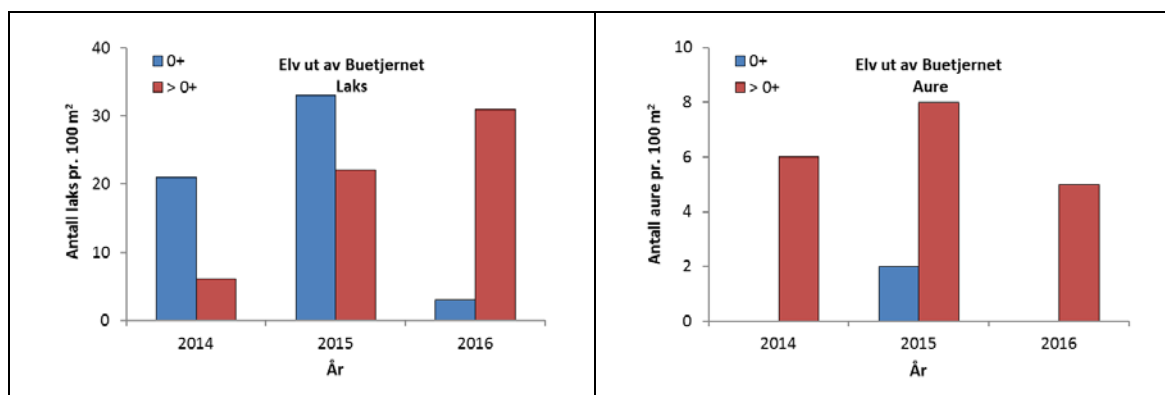 Elv ut av Buetjernet
Laks
0+
> 0+
Antall laks pr. 100 m²
40
30
20
10
0
2014 2015 2016
År
Elv ut av Buetjernet
Aure
0+
> 0+
Antall aure pr. 100 m²
10
8
6
4
2
0
2014 2015 2016
År